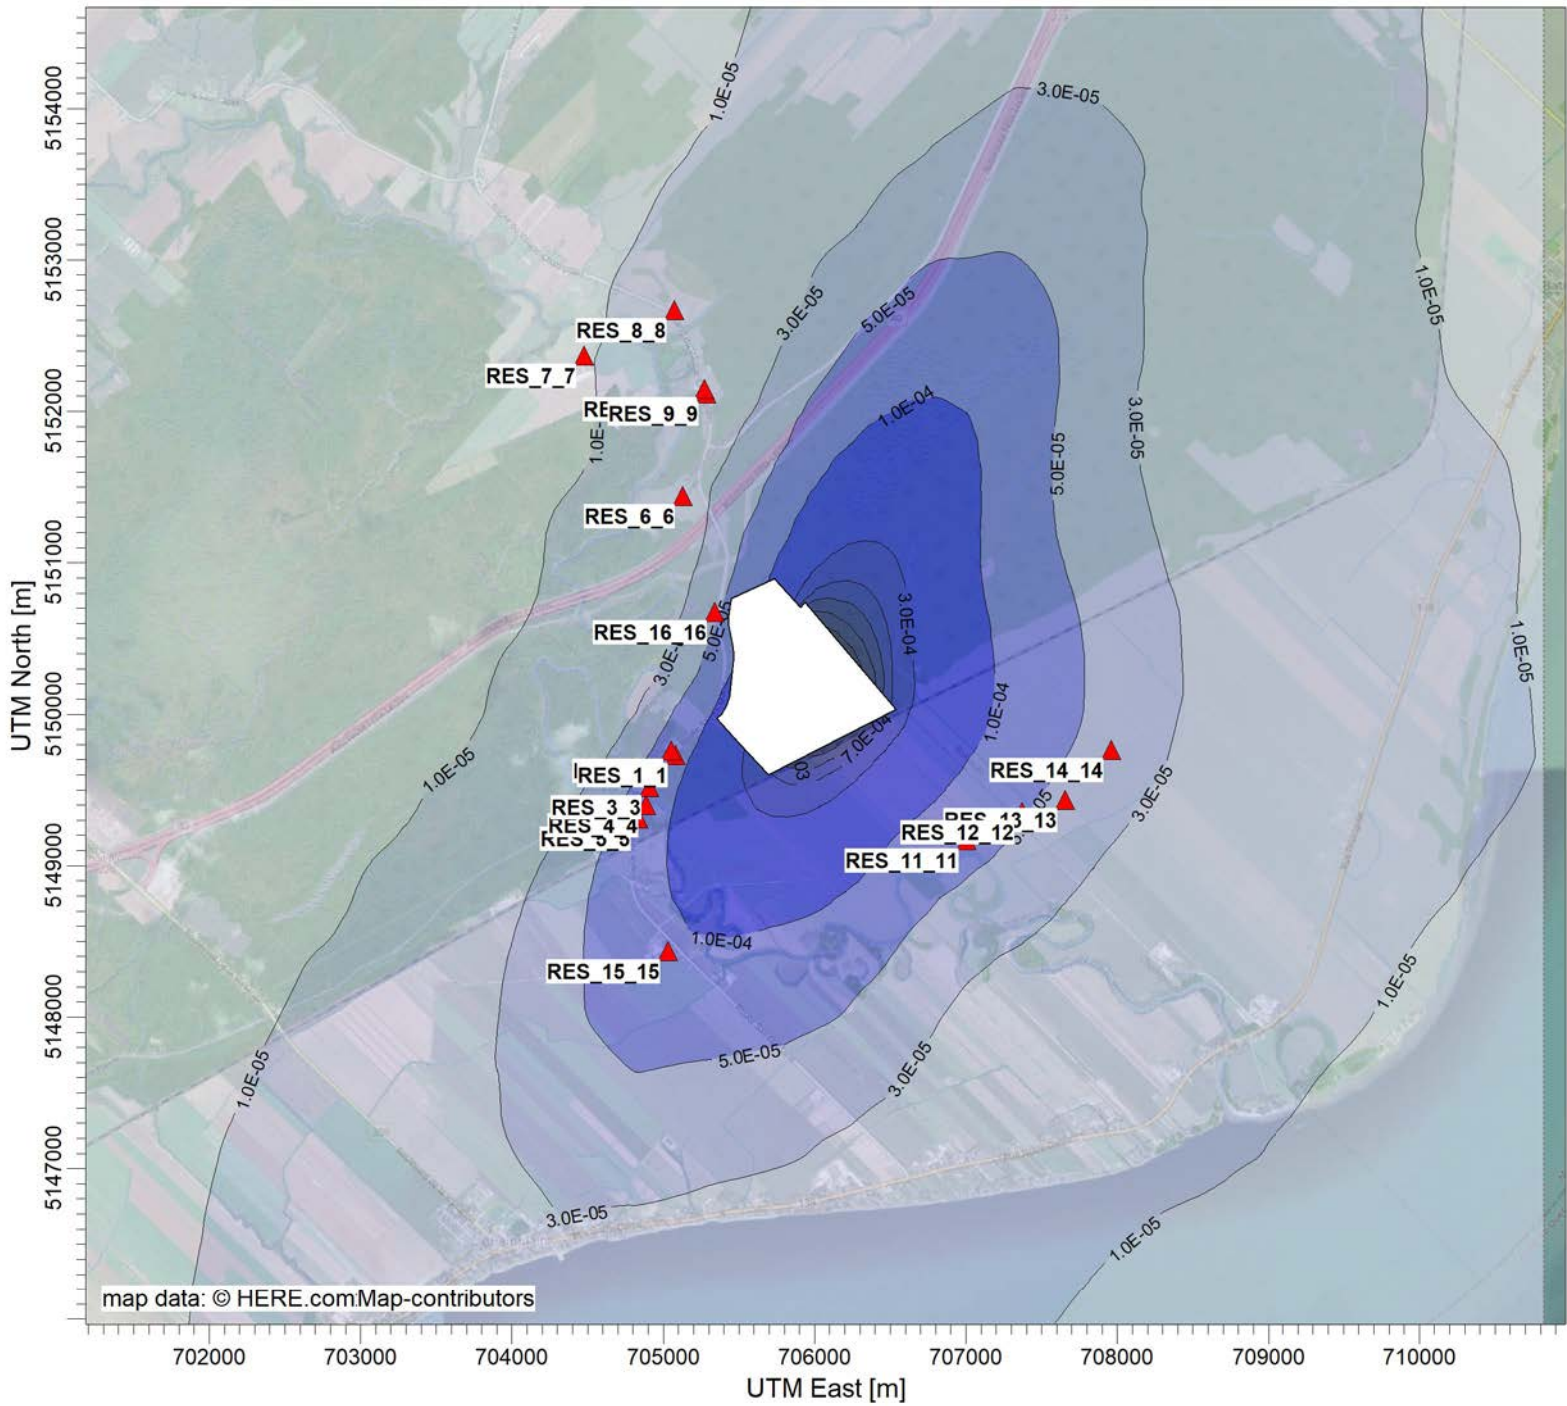 5154000
5153000
5152000
5151000
5150000
5149000
5148000
5147000
UTM North [m]
1.0E-05
3.0E-05
3.0E-05
5.0E-05
1.0E-05
RES_8_8
RES_7_7
RES_9_9
1.0E-04
3.0E-05
5.0E-05
RES_6_6
3.0E-04
RES_16_16
5.0E-05
1.0E-05
1.0E-04
7.0E-04
1.0E-05
RES_1_1
RES_14_14
3.0E-05
RES_3_3
RES_4_4
RES_5_5
RES_13_13
RES_12_12
RES_11_11
1.0E-04
RES_15_15
1.0E-05
5.0E-05
3.0E-05
1.0E-05
3.0E-05
1.0E-05
map data: © HERE.comMap-contributors
702000 703000 704000 705000 706000 707000 708000 709000 710000
UTM East [m]